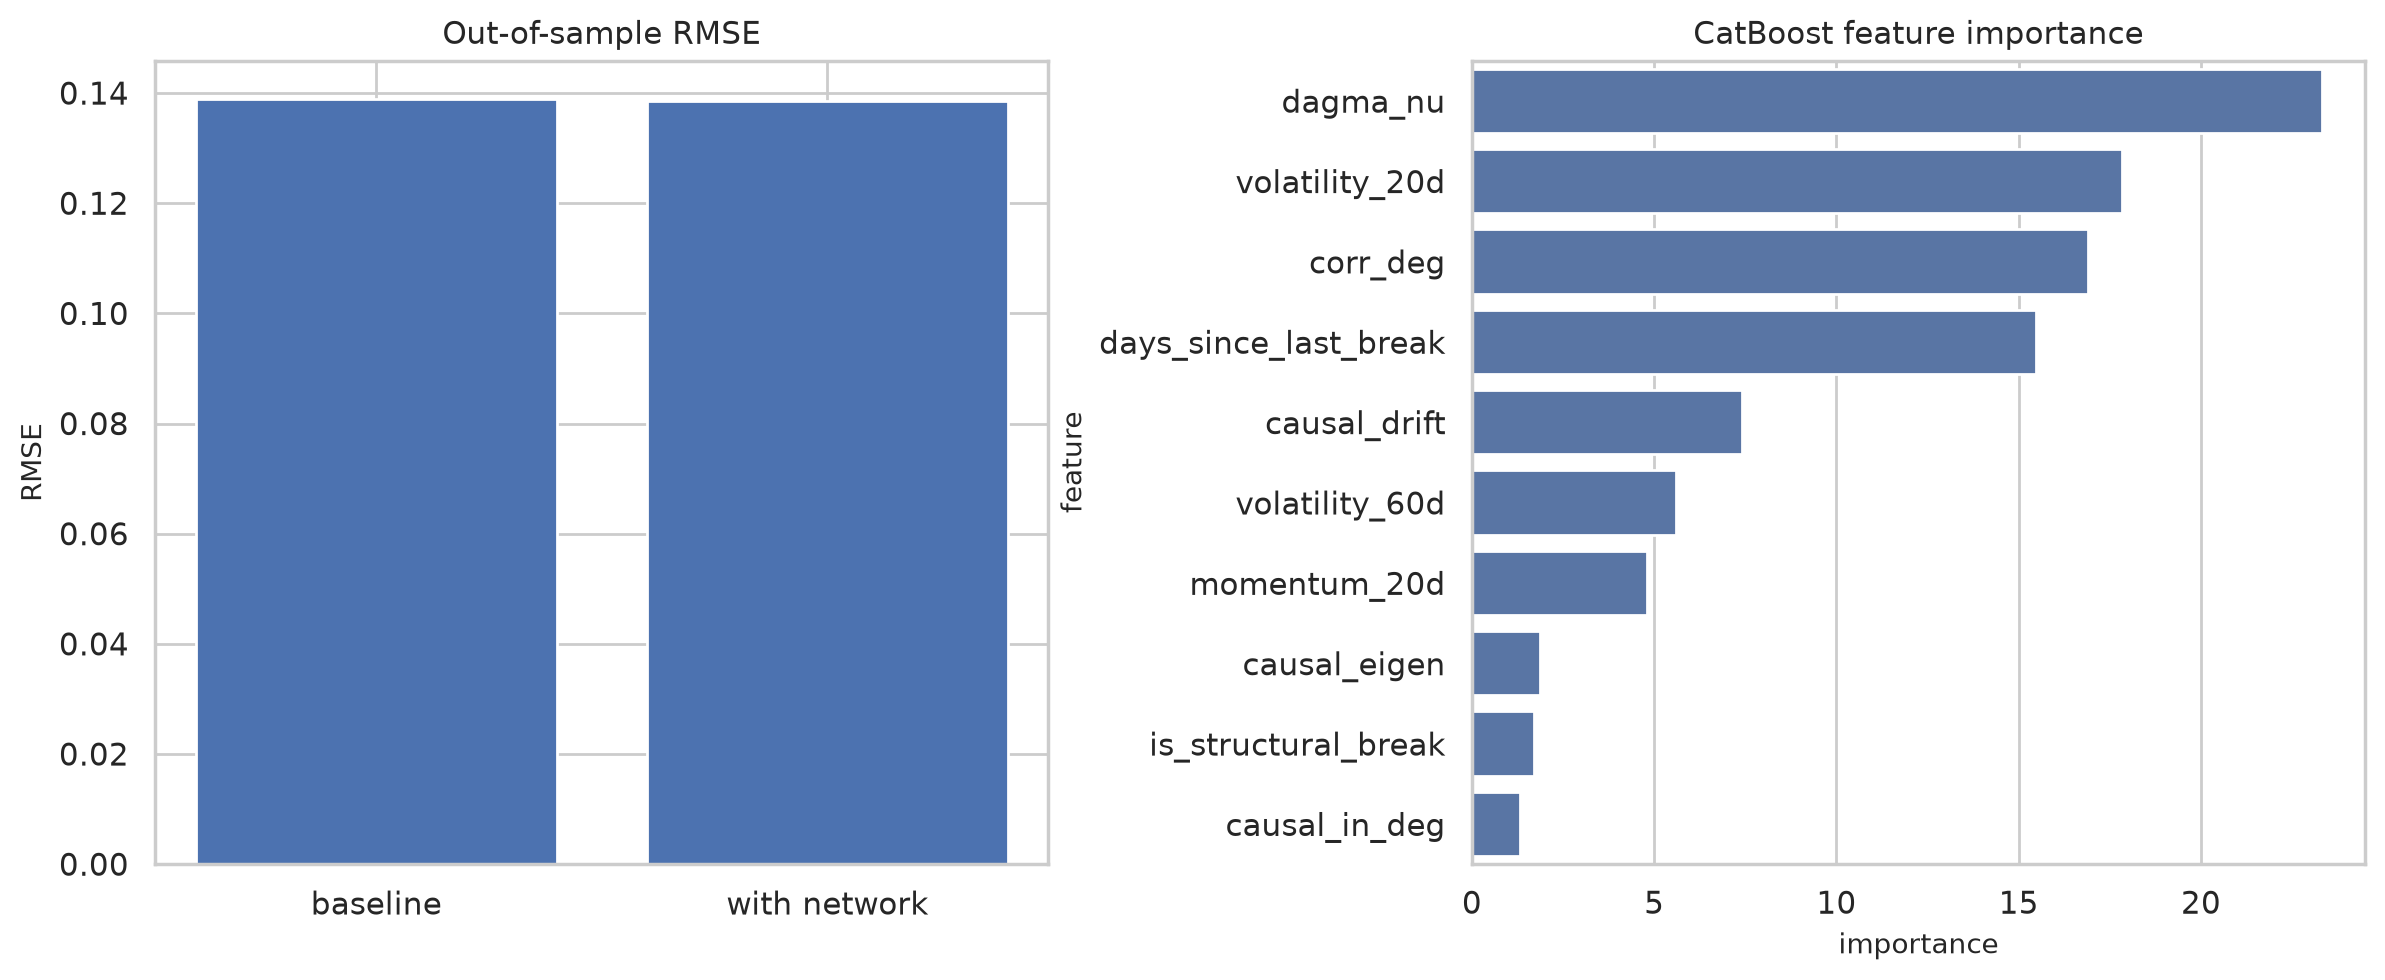 Out-of-sample RMSE
RMSE
0.14
0.12
0.10
0.08
0.06
0.04
0.02
0.00
baseline
with network
CatBoost feature importance
feature
dagma_nu
volatility_20d
corr_deg
days_since_last_break
causal_drift
volatility_60d
momentum_20d
causal_eigen
is_structural_break
causal_in_deg
0
5
10
15
20
importance